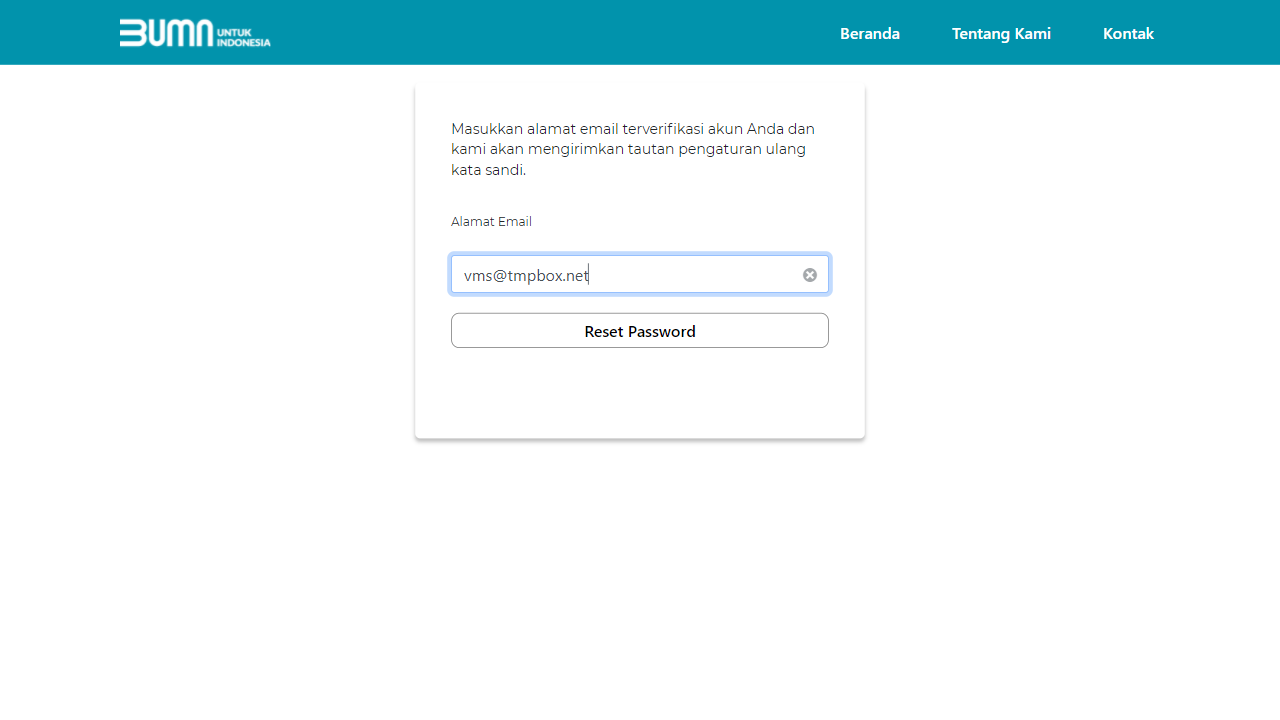 BUMN UNTUK
INDONESIA
Beranda
Tentang Kami
Kontak
Masukkan alamat email terverifikasi akun Anda dan
kami akan mengirimkan tautan pengaturan ulang
kata sandi.
Alamat Email
vms@tmpbox.net
Reset Password